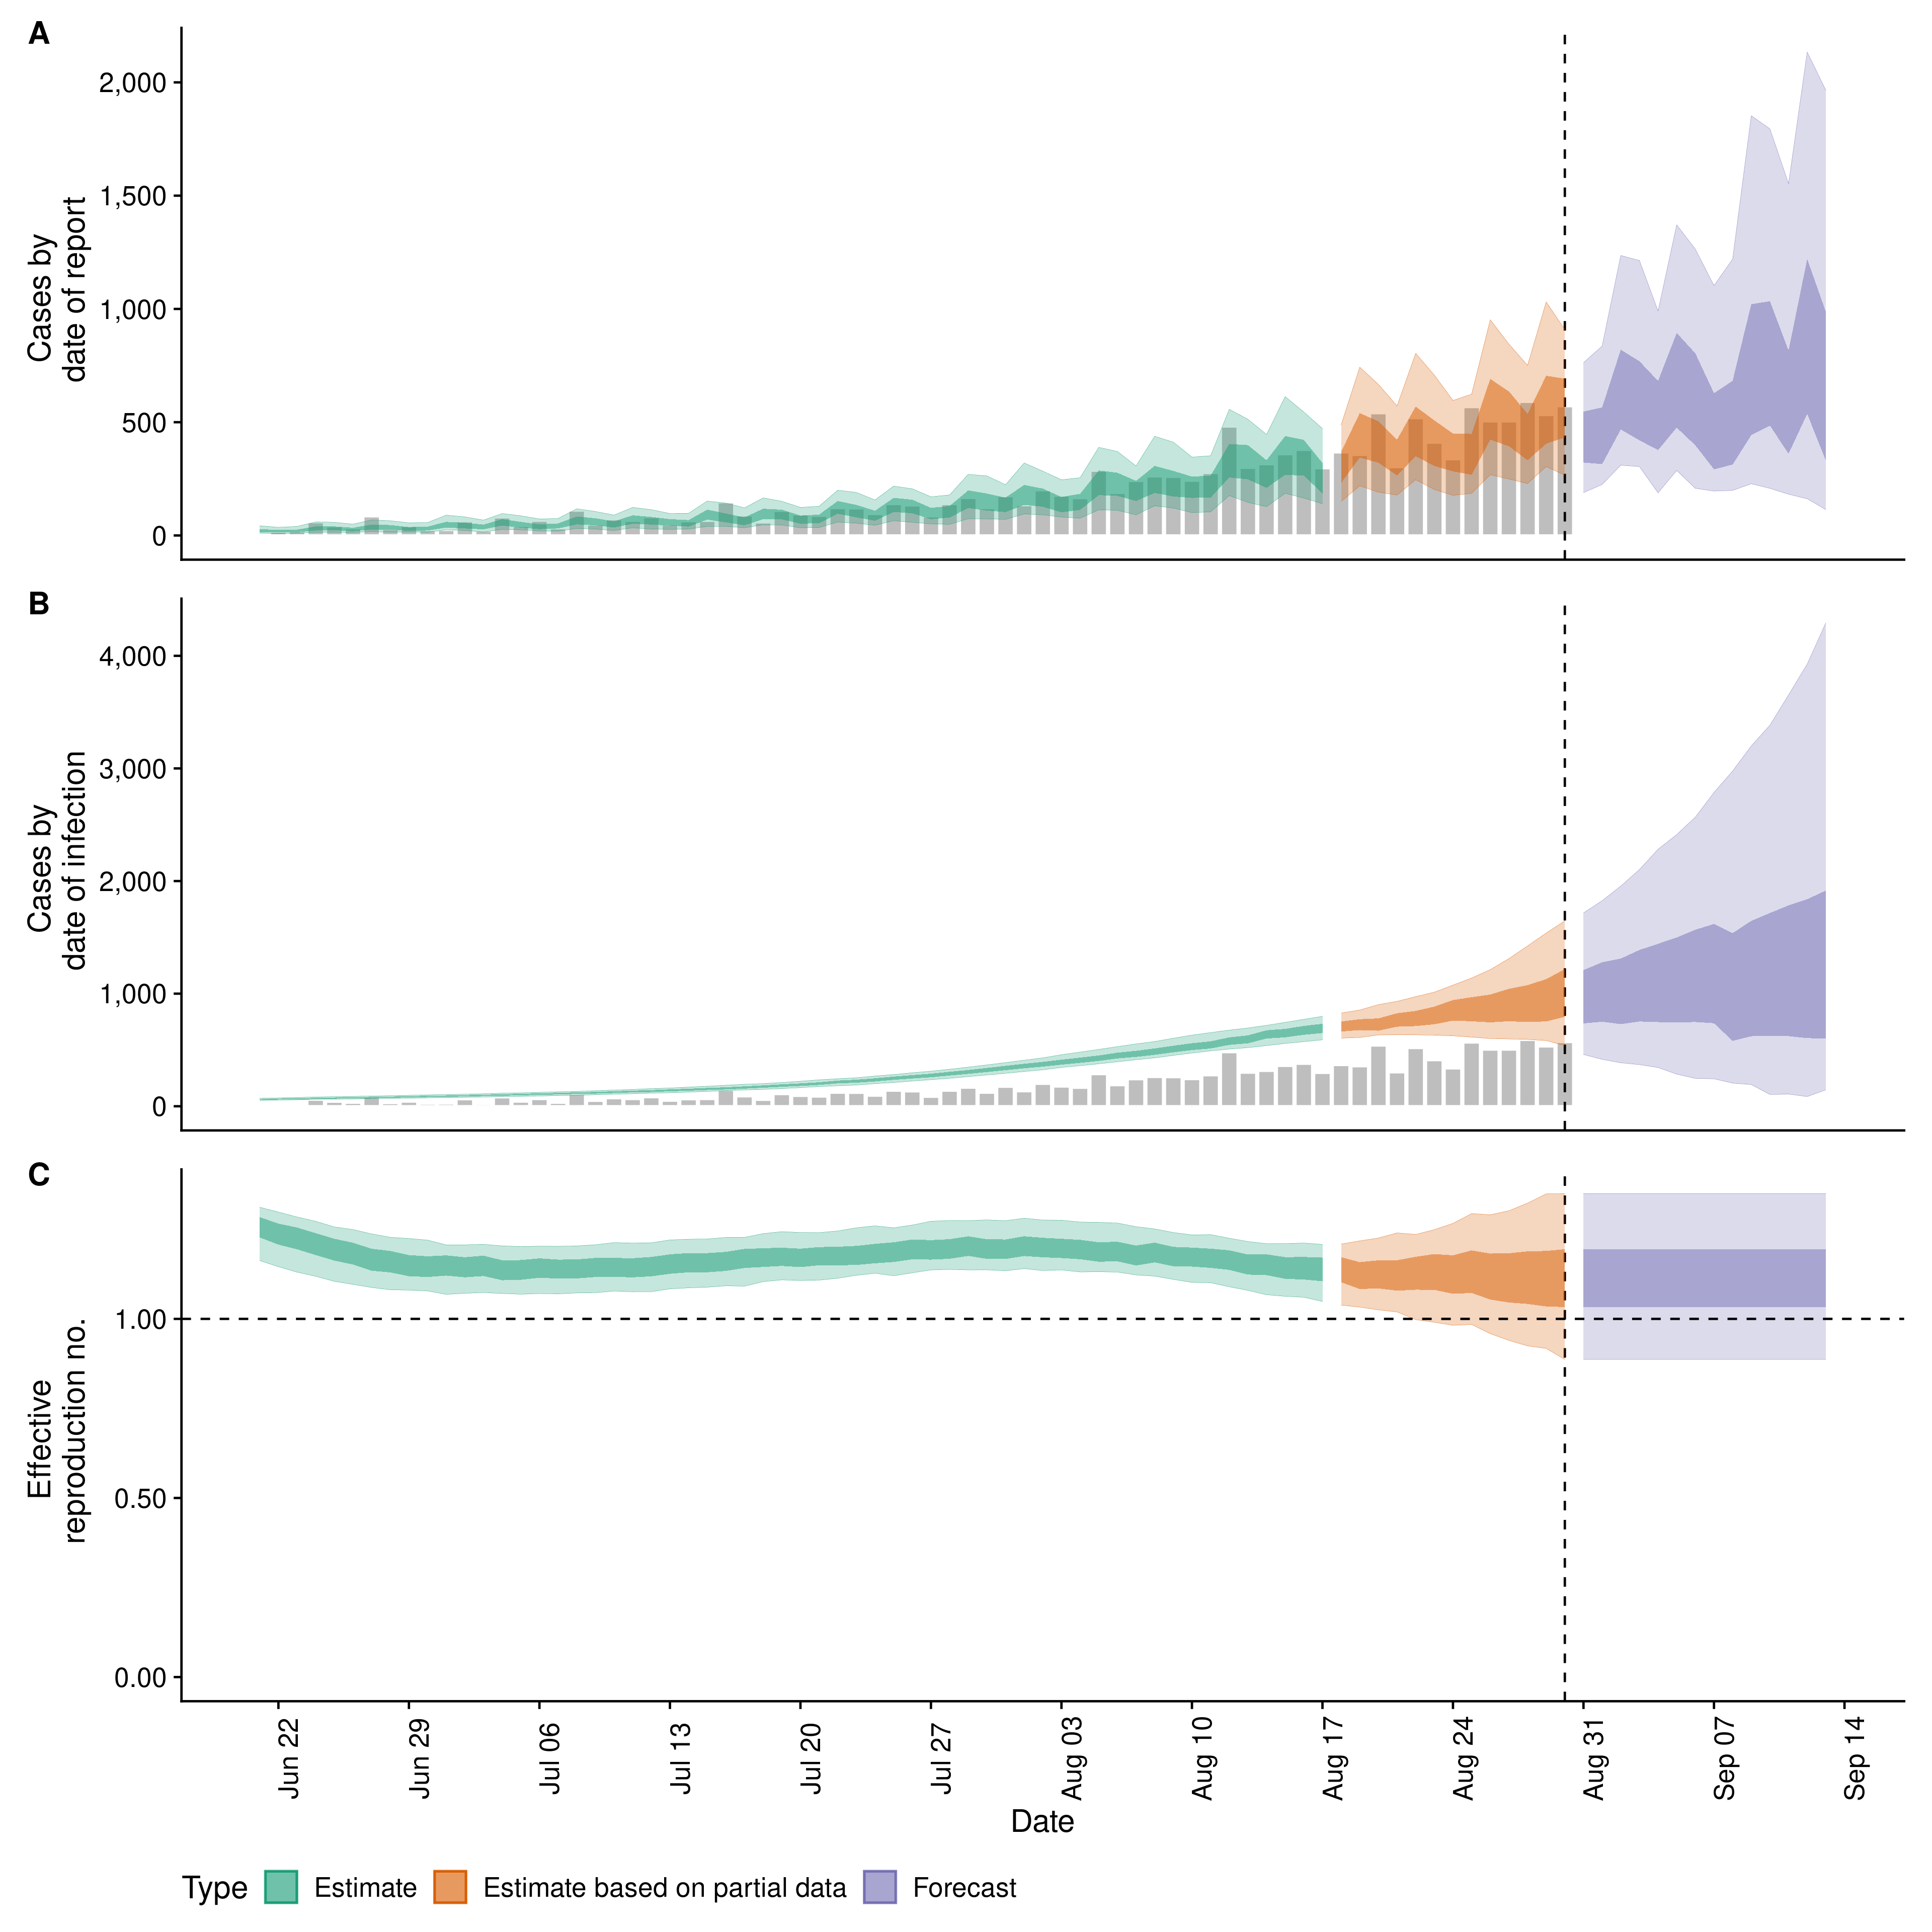 A
2,000
1,500
1,000
500
0
Cases by
date of report
B
4,000
3,000
2,000
1,000
0
Cases by
date of infection
C
1.00
0.50
0.00
Effective
reproduction no.
Jun 22
Jun 29
Jul 06
Jul 13
Jul 20
Jul 27
Aug 03
Aug 10
Aug 17
Aug 24
Aug 31
Sep 07
Sep 14
Date
Type Estimate Estimate based on partial data Forecast